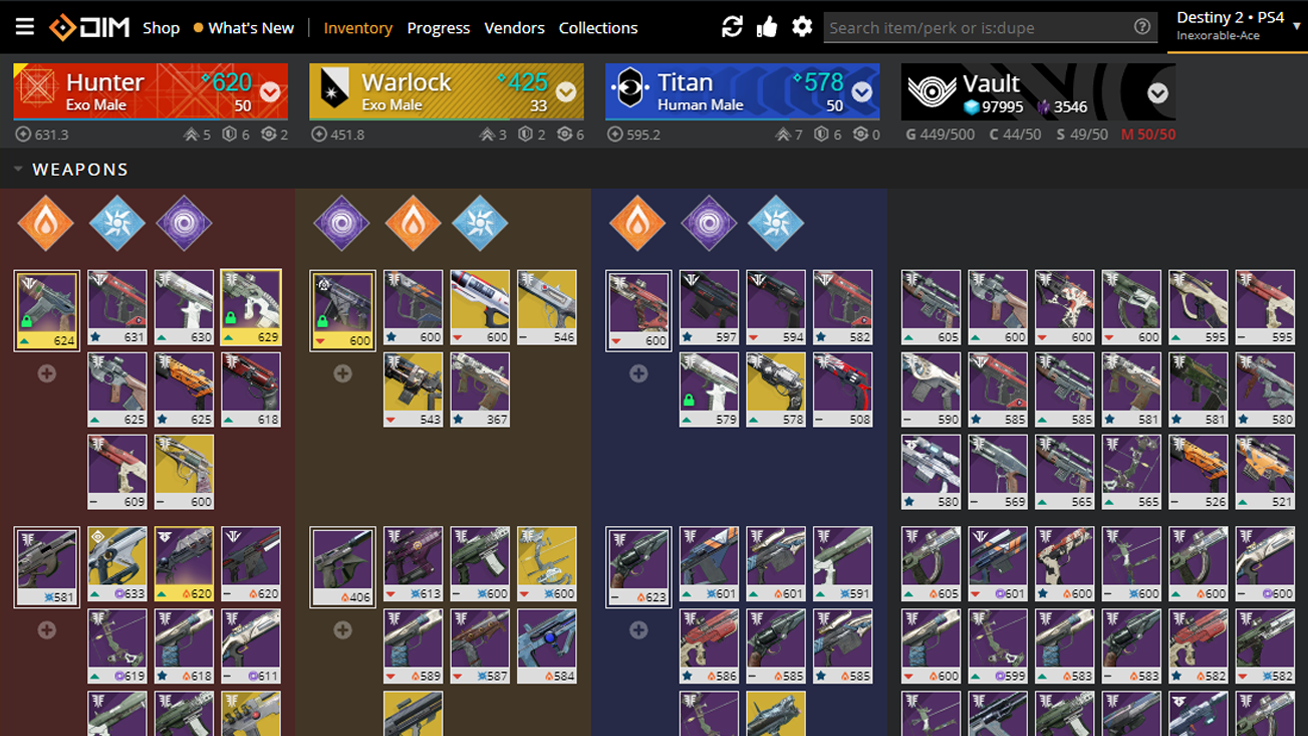 DIM Shop What's New Inventory Progress Vendors Collections Search item/perk or is:dupe Destiny 2 • PS4
Inexorable-Ace
Hunter 620 Warlock 425 Titan 578 Vault
Exo Male 50 Exo Male 33 Human Male 50 97995 3546
631.3 5 6 2 451.8 3 2 6 595.2 7 6 0 G 449/500 C 44/50 S 49/50 M 50/50
WEAPONS
624 631 630 629 600 600 600 546 600 597 594 582 605 600 600 600 595 595
625 625 618 543 367 579 578 508 590 585 585 581 581 580
609 600 580 569 565 565 526 521
581 633 620 620 406 613 600 600 623 601 601 591 605 601 600 600 600 600
619 618 611 589 587 584 586 585 585 600 599 583 583 582 582